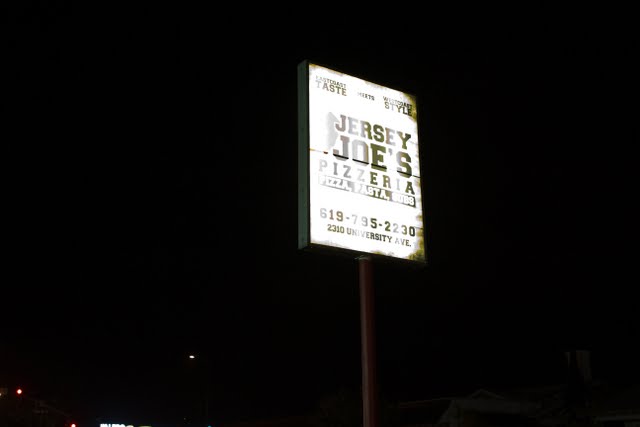 EASTCOAST
TASTE
MEETS
WESTCOAST
STYLE
JERSEY
JOE'S
PIZZERIA
PIZZA, PASTA, SUBS
619-795-2230
2310 UNIVERSITY AVE.